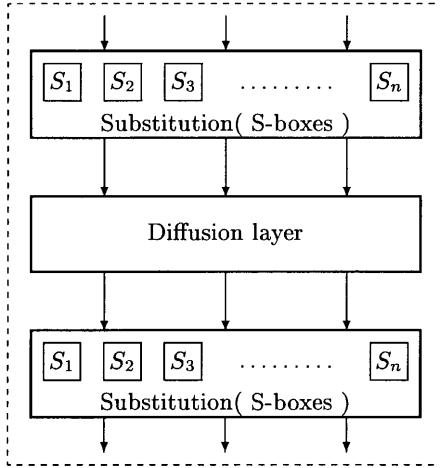 S₁ S₂ S₃ ......... Sₙ
Substitution( S-boxes )
Diffusion layer
S₁ S₂ S₃ ......... Sₙ
Substitution( S-boxes )